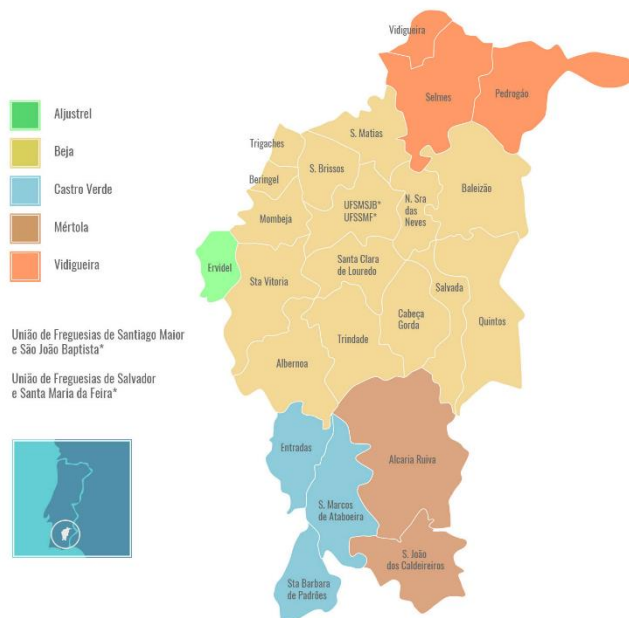 Vidigueira
Selmes
Pedragão
Aljustrel
Beja
Castro Verde
Mértola
Vidigueira
S. Matias
Trigaches
S. Brissos
Beringel
Baleizão
UFSMSJB*
UFSSMF*
N. Sra
das
Neves
Mombeja
Ervidel
Sta Vitoria
Santa Clara
de Louredo
Salvada
Cabeça
Gorda
Quintos
Trindade
Albernoa
União de Freguesias de Santiago Maior
e São João Baptista*
União de Freguesias de Salvador
e Santa Maria da Feira*
Entradas
Alcaria Ruiva
S. Marcos
de Ataboeira
S. João
dos Caldeireiros
Sta Barbara
de Padrões